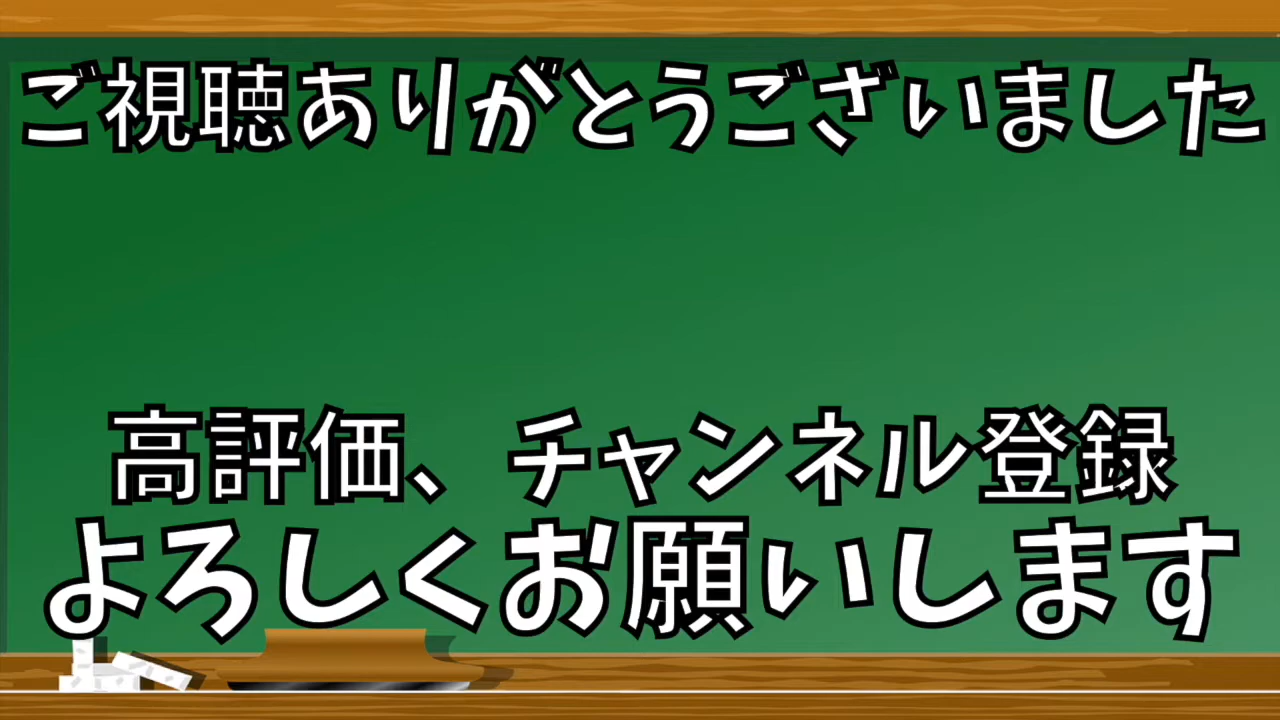 ご視聴ありがとうございました
高評価、チャンネル登録
よろしくお願いします